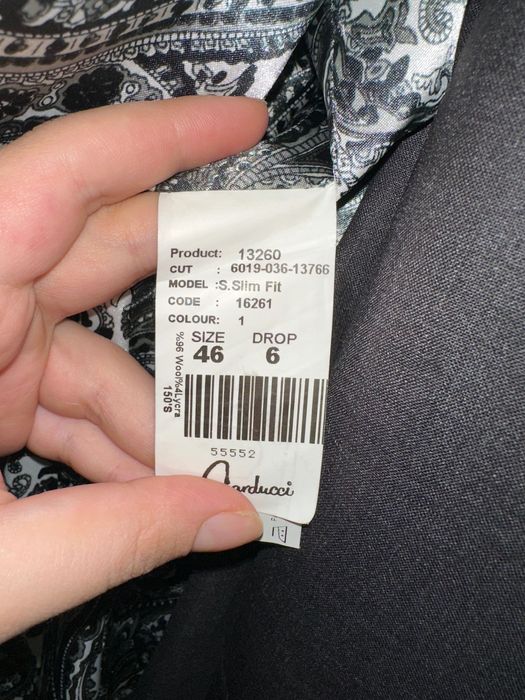 Product: 13260
CUT : 6019-036-13766
MODEL :S.Slim Fit
CODE : 16261
COLOUR: 1
SIZE DROP
46 6
%96 Wool%4Lycra
150'S
55552
Carducci